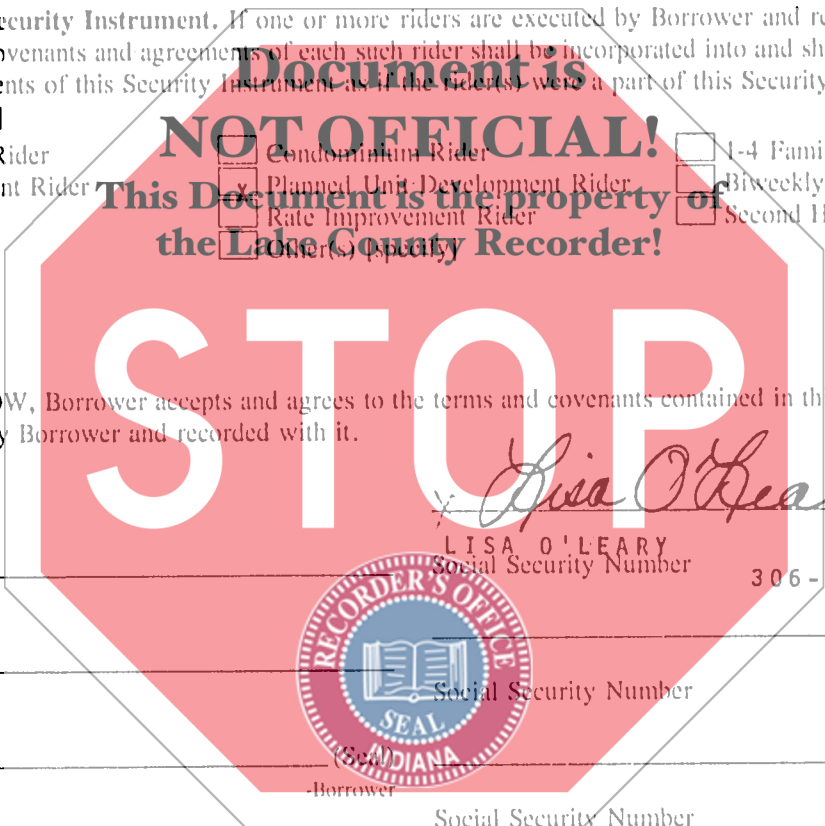 ecurity Instrument. If one or more riders are executed by Borrower and re
ovenants and agreements of each such rider shall be incorporated into and sh
ents of this Security Instrument as if the rider(s) were a part of this Security
Document is
NOT OFFICIAL!
This Document is the property of
the Lake County Recorder!
Rider
Condominium Rider
1-4 Fami
nt Rider
x Planned Unit Development Rider
Biweekly
Rate Improvement Rider
Second H
Other(s) [specify]
STOP
OW, Borrower accepts and agrees to the terms and covenants contained in th
y Borrower and recorded with it.
Lisa O'Lea
LISA O'LEARY
Social Security Number
306-
RECORDER'S OFFICE
SEAL
INDIANA
Social Security Number
(Seal)
-Borrower
Social Security Number